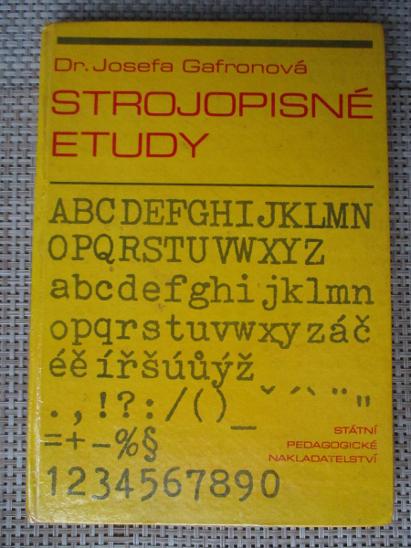 Dr. Josefa Gafronová
STROJOPISNÉ
ETUDY
ABCDEFGHIJKLMN
OPQRSTUVWXYZ
abcdefghijklmn
opqrstuvwxyzáč
éěířšúůýž
.,!?:/()_ˇ´^`¨"
=+-%§
1234567890
STÁTNÍ
PEDAGOGICKÉ
NAKLADATELSTVÍ